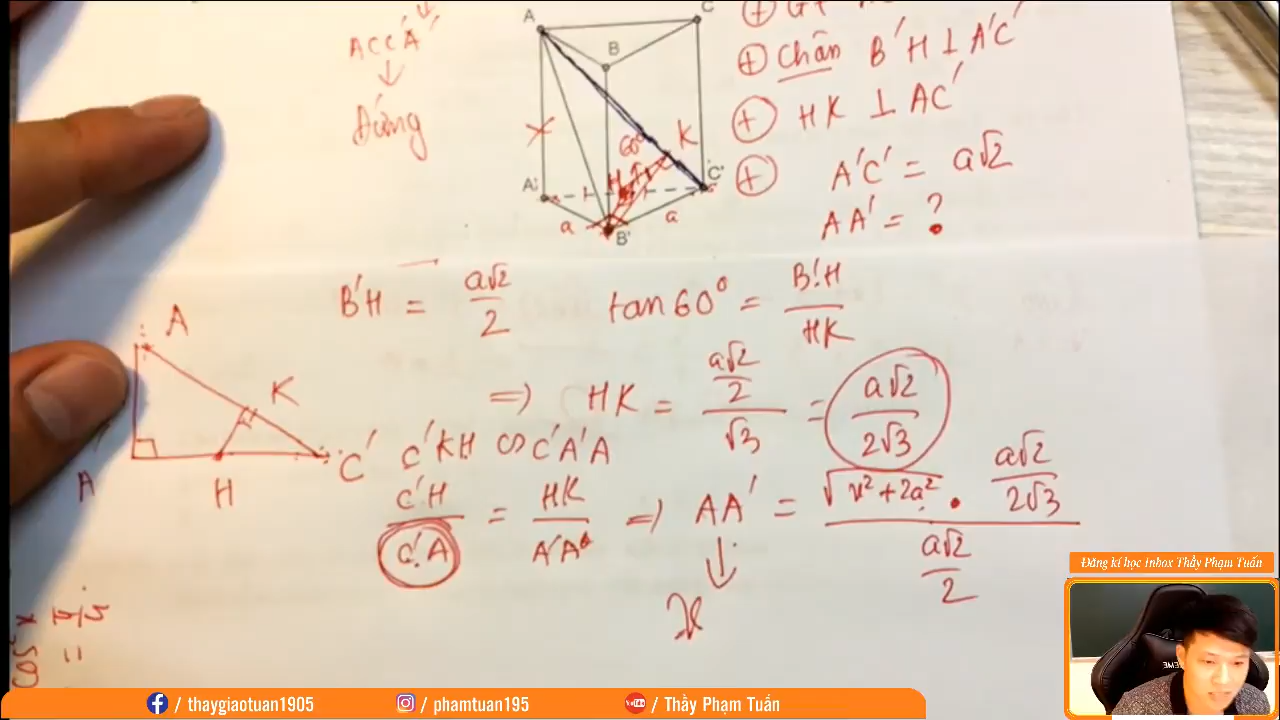 ACC'A'
Đứng
A
C
B
60°
K
H
A'
C'
B'
a
a
⊕ Chân B'H ⊥ A'C'
⊕ HK ⊥ AC'
⊕ A'C' = a√2
AA' = ?
B'H = a√2/2
tan60° = B'H/HK
=> HK = (a√2/2)/√3 = a√2/2√3
A
K
C'
H
A
C'KH ∽ C'A'A
C'H/C'A = HK/A'A => AA' = (√x²+2a² . a√2/2√3)/(a√2/2)
x
Đăng kí học Inbox Thầy Phạm Tuấn
/ thaygiaotuan1905
/ phamtuan195
/ Thầy Phạm Tuấn